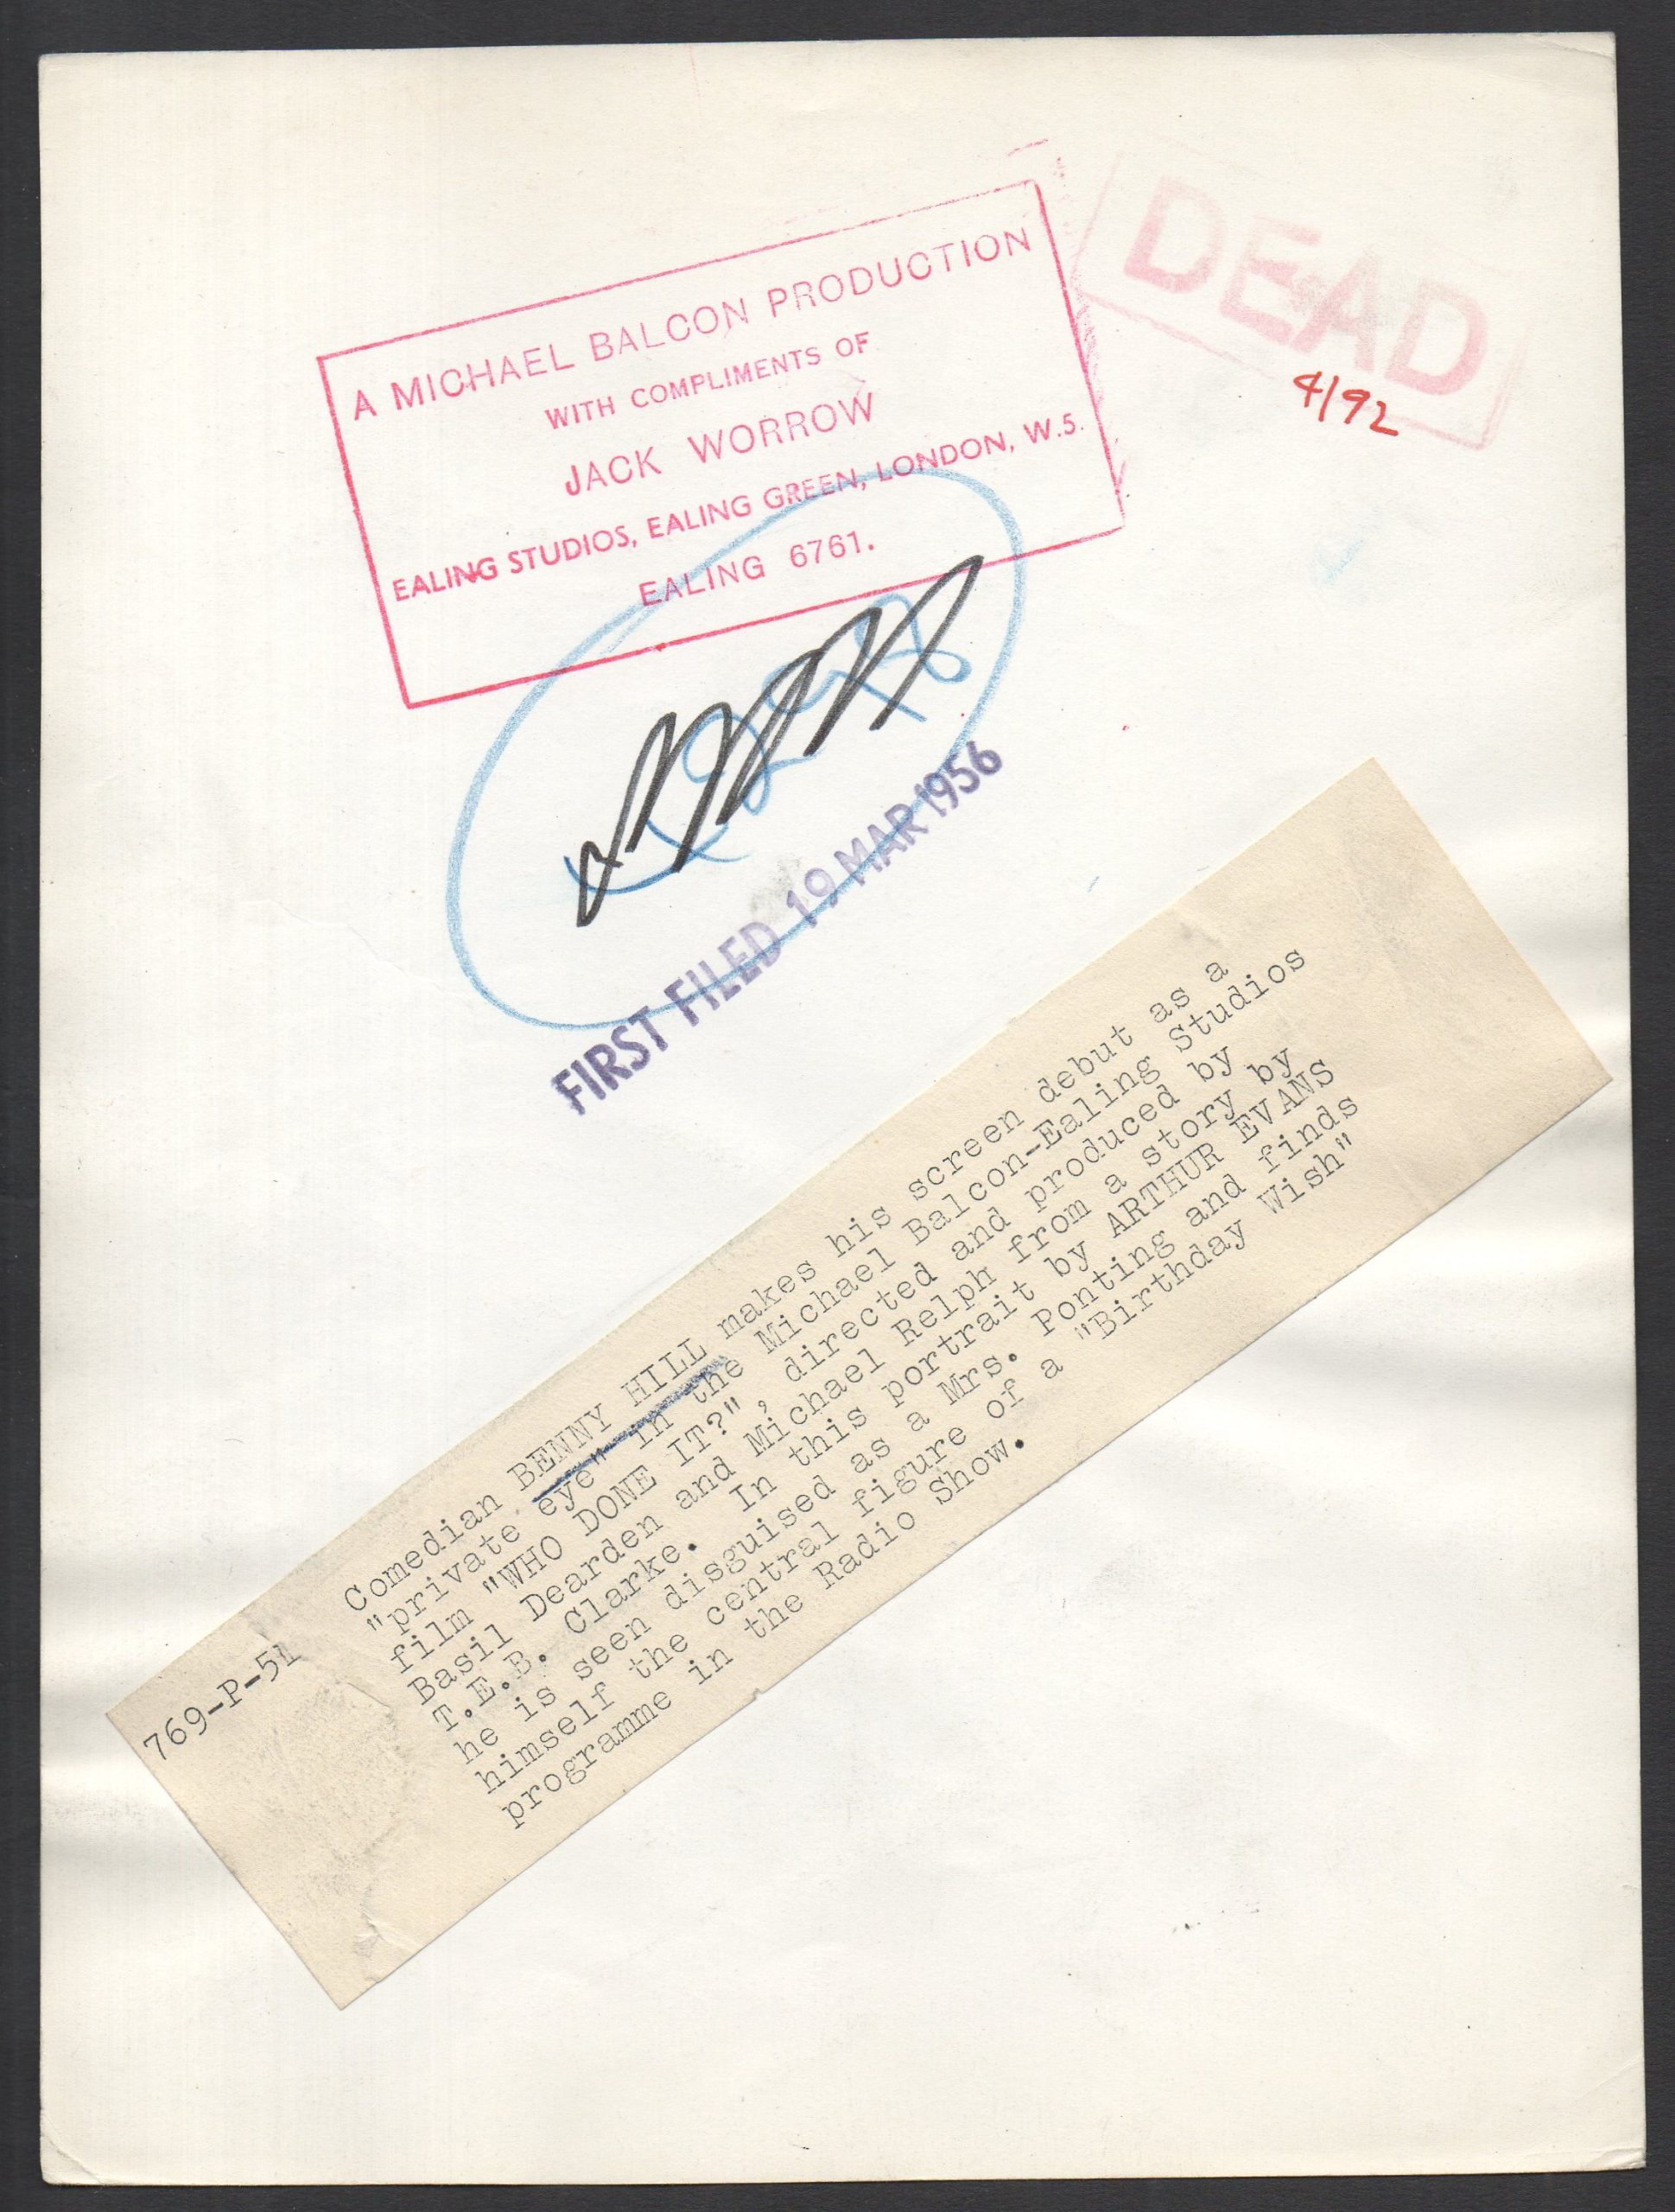 A MICHAEL BALCON PRODUCTION
WITH COMPLIMENTS OF
JACK WORROW
EALING STUDIOS, EALING GREEN, LONDON, W.5.
EALING 6761.
DEAD
4/92
FIRST FILED 19 MAR 1956
769-P-51
Comedian BENNY HILL makes his screen debut as a
"private eye" in the Michael Balcon-Ealing Studios
film "WHO DONE IT?", directed and produced by
Basil Dearden and Michael Relph from a story by
T.E.B. Clarke. In this portrait by ARTHUR EVANS
he is seen disguised as a Mrs. Ponting and finds
himself the central figure of a "Birthday Wish"
programme in the Radio Show.